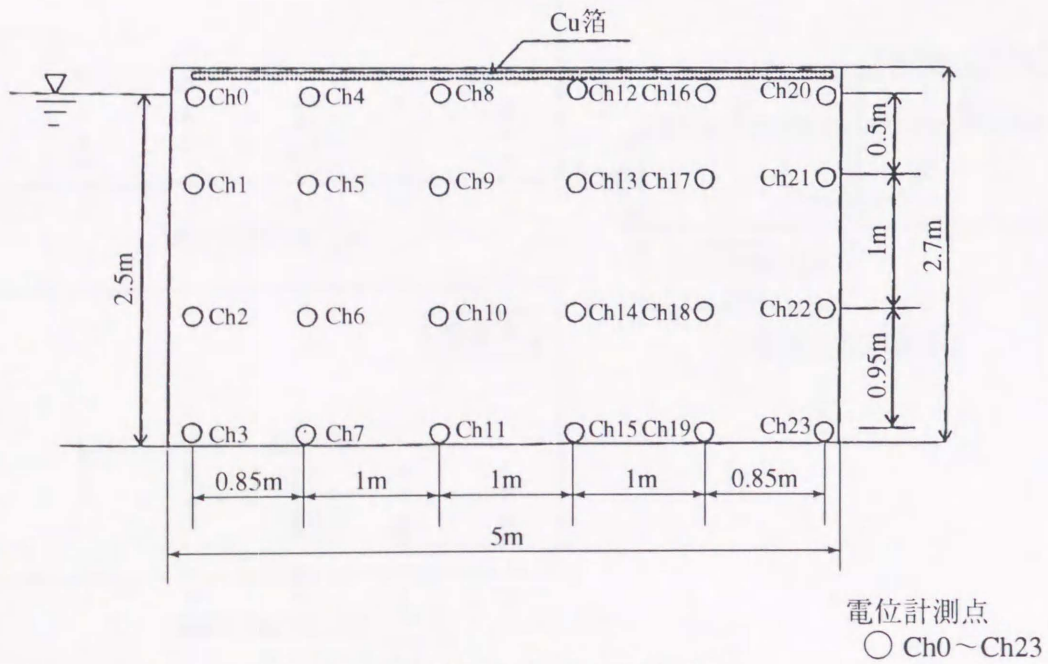 Cu箔
Ch0 Ch4 Ch8 Ch12 Ch16 Ch20
0.5m
Ch1 Ch5 Ch9 Ch13 Ch17 Ch21
2.5m
1m
2.7m
Ch2 Ch6 Ch10 Ch14 Ch18 Ch22
0.95m
Ch3 Ch7 Ch11 Ch15 Ch19 Ch23
0.85m 1m 1m 1m 0.85m
5m
電位計測点
○ Ch0～Ch23